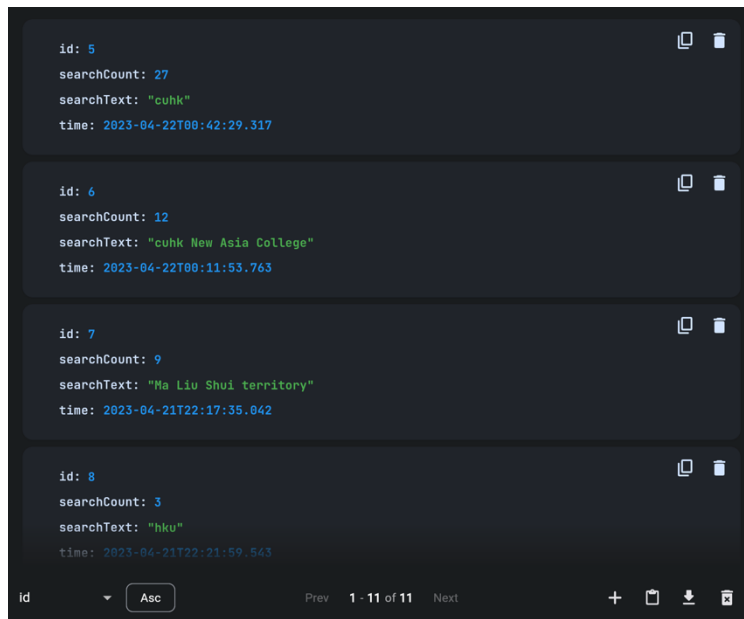 id: 5
searchCount: 27
searchText: "cuhk"
time: 2023-04-22T00:42:29.317
id: 6
searchCount: 12
searchText: "cuhk New Asia College"
time: 2023-04-22T00:11:53.763
id: 7
searchCount: 9
searchText: "Ma Liu Shui territory"
time: 2023-04-21T22:17:35.042
id: 8
searchCount: 3
searchText: "hku"
time: 2023-04-21T22:21:59.543
id Asc Prev 1 - 11 of 11 Next